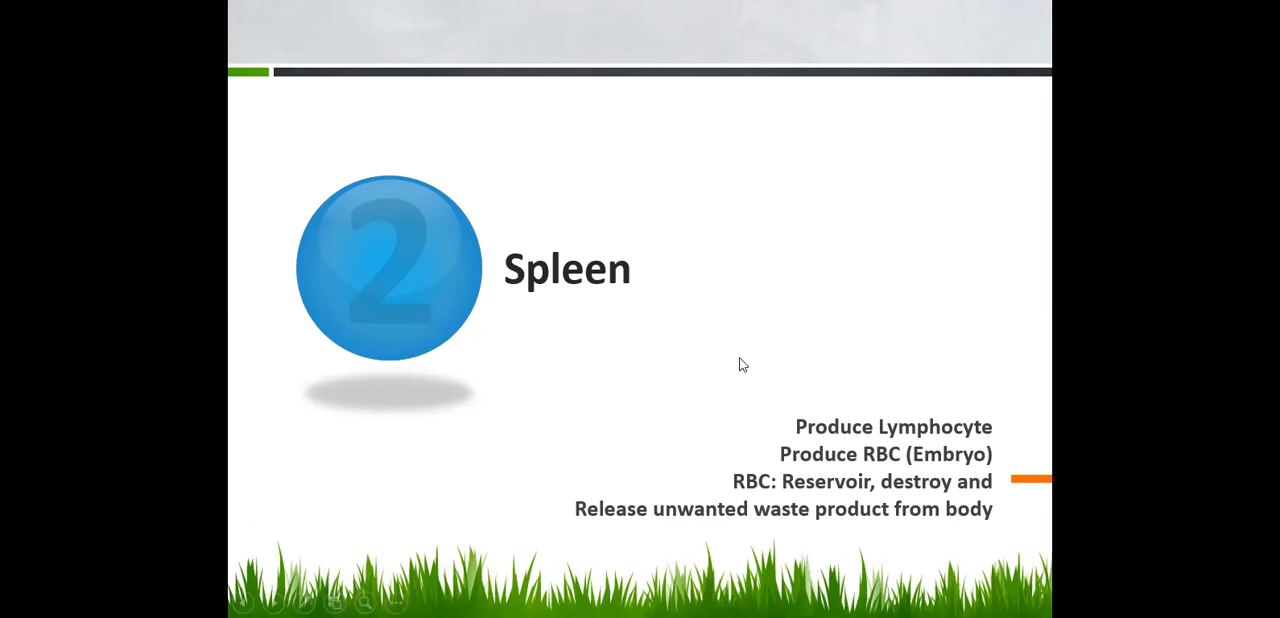 2
Spleen
Produce Lymphocyte
Produce RBC (Embryo)
RBC: Reservoir, destroy and
Release unwanted waste product from body